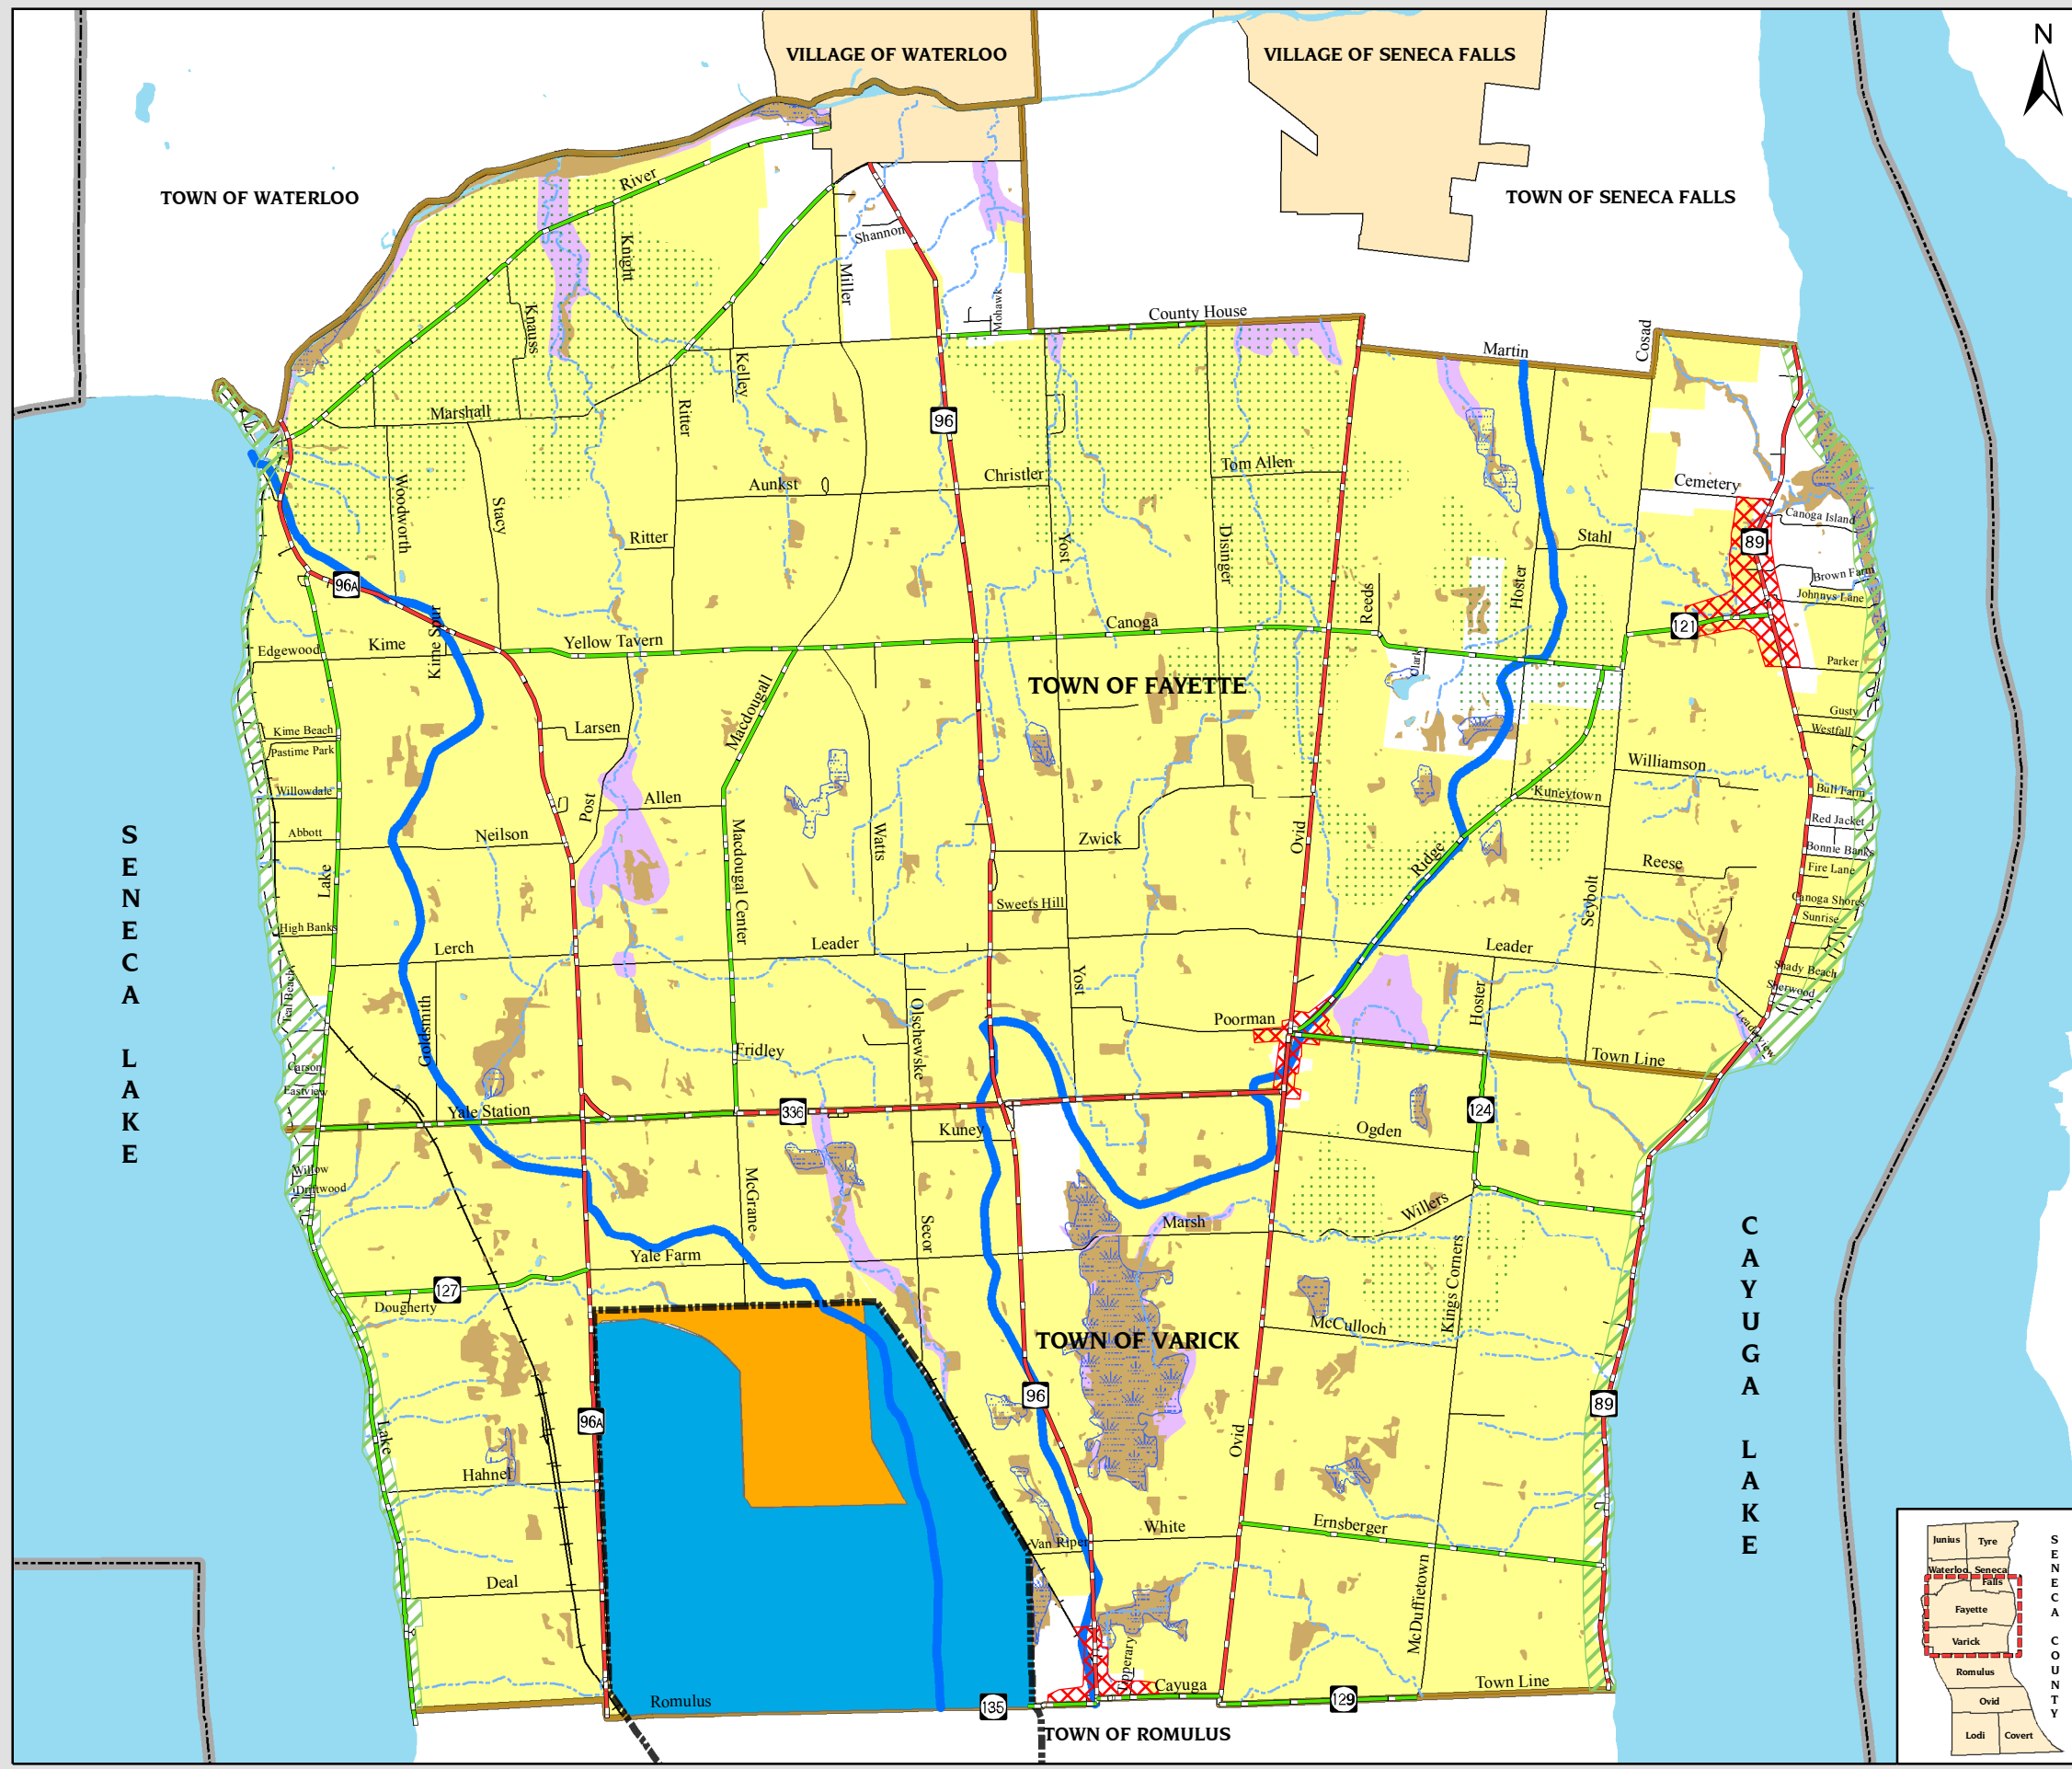 VILLAGE OF WATERLOO
VILLAGE OF SENECA FALLS
N
TOWN OF WATERLOO
TOWN OF SENECA FALLS
River
Shannon
Knight
Miller
Mohawk
Knauss
County House
Cosad
Martin
Kelley
Marshall
Ritter
96
Christler
Tom Allen
Aunkst
Cemetery
Woodworth
Stacy
Canoga Island
Ritter
Yost
Disinger
Stahl
89
96A
Reeds
Hoster
Brown Farm
Johnnys Lane
Kime Spur
Canoga
121
Edgewood
Kime
Yellow Tavern
Clark
Parker
TOWN OF FAYETTE
Macdougall
Gusty
Westfall
Kime Beach
Larsen
Pastime Park
Williamson
Willowdale
Post
Allen
Kuneytown
Bull Farm
Abbott
Neilson
Macdougal Center
Watts
Zwick
Ovid
Red Jacket
Bonnie Banks
Ridge
Reese
Fire Lane
Lake
Seybolt
Sweets Hill
Canoga Shores
Sunrise
High Banks
Lerch
Leader
Leader
Yost
Shady Beach
Teal Beach
Goldsmith
Olschewske
Hoster
Sherwood
Poorman
Leaderview
Fridley
Town Line
Carson
Eastview
Yale Station
336
124
Kuney
Ogden
Willow
Driftwood
McGrane
Secor
Marsh
Willers
Yale Farm
Kings Corners
127
Dougherty
McCulloch
TOWN OF VARICK
96
89
96A
Lake
Ovid
Hahnel
White
Ernsberger
Van Riper
Deal
McDuffietown
Tipperary
Romulus
135
Cayuga
129
Town Line
TOWN OF ROMULUS
SENECA LAKE
CAYUGA LAKE
Junius
Tyre
Waterloo
Seneca
Falls
Fayette
Varick
Romulus
Ovid
Lodi
Covert
SENECA COUNTY